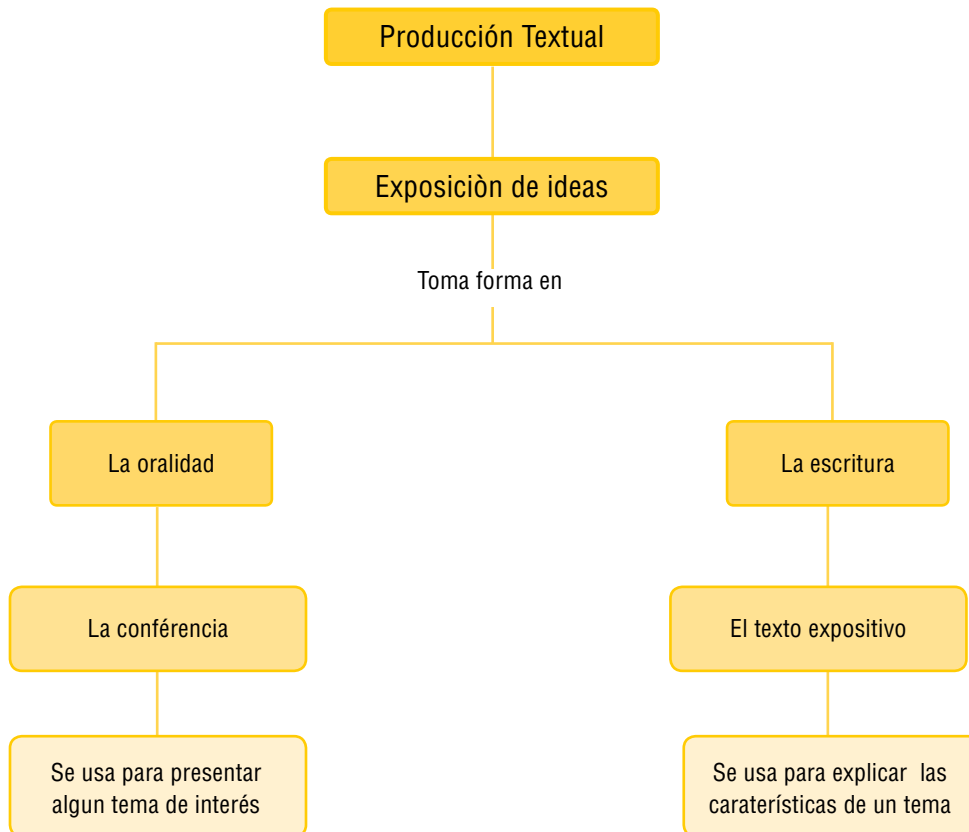 Producción Textual
Exposiciòn de ideas
Toma forma en
La oralidad
La escritura
La conférencia
El texto expositivo
Se usa para presentar
algun tema de interés
Se usa para explicar las
caraterísticas de un tema